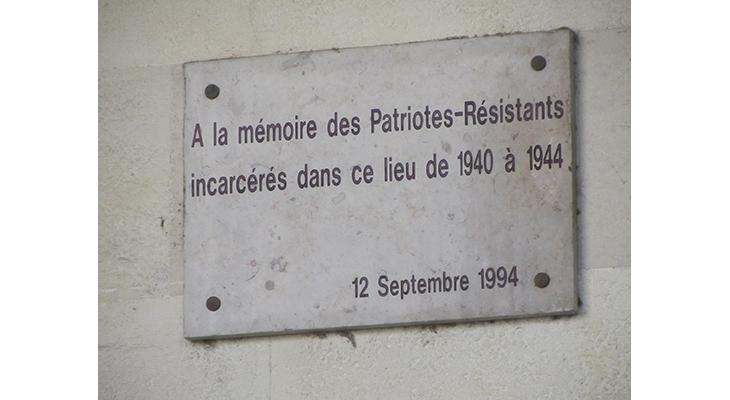 A la mémoire des Patriotes-Résistants
incarcérés dans ce lieu de 1940 à 1944
12 Septembre 1994